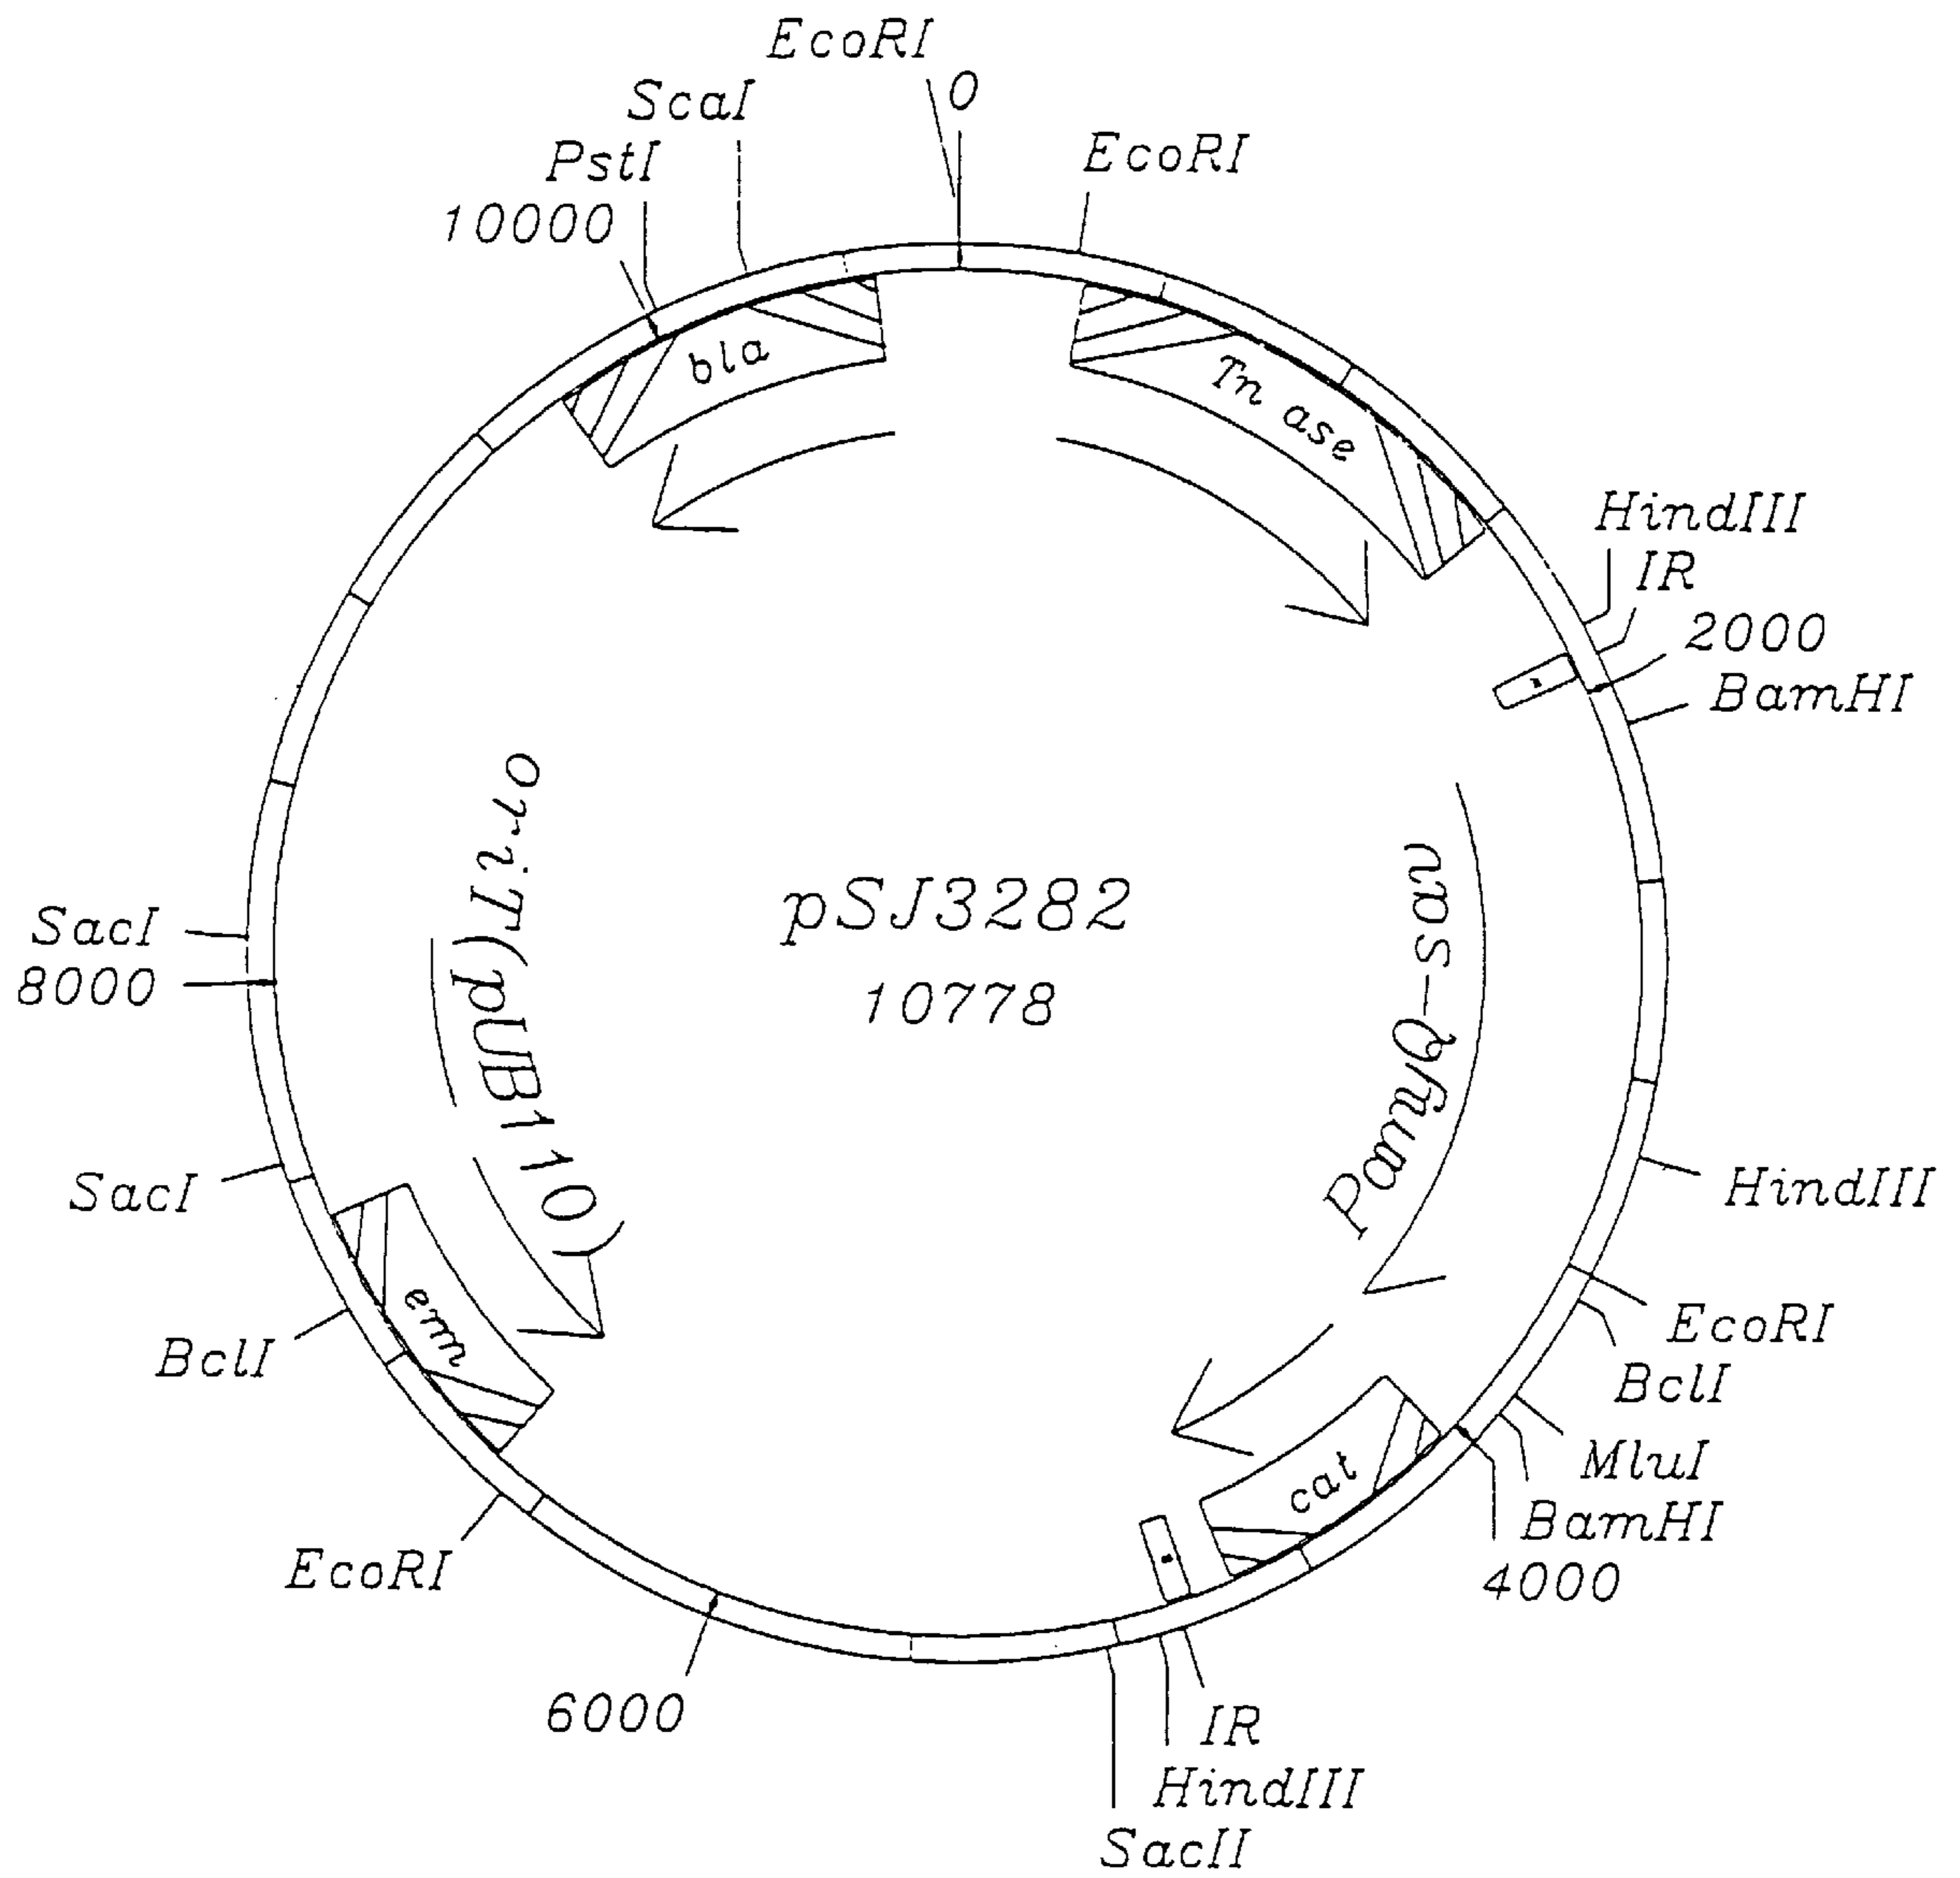 EcoRI
0
ScaI
EcoRI
PstI
10000
bla
Tn ase
HindIII
IR
2000
BamHI
oriT(pUB110)
pSJ3282
10778
PamyQ-san
SacI
8000
HindIII
SacI
EcoRI
BclI
erm
BclI
MluI
cat
BamHI
EcoRI
4000
6000
IR
HindIII
SacII